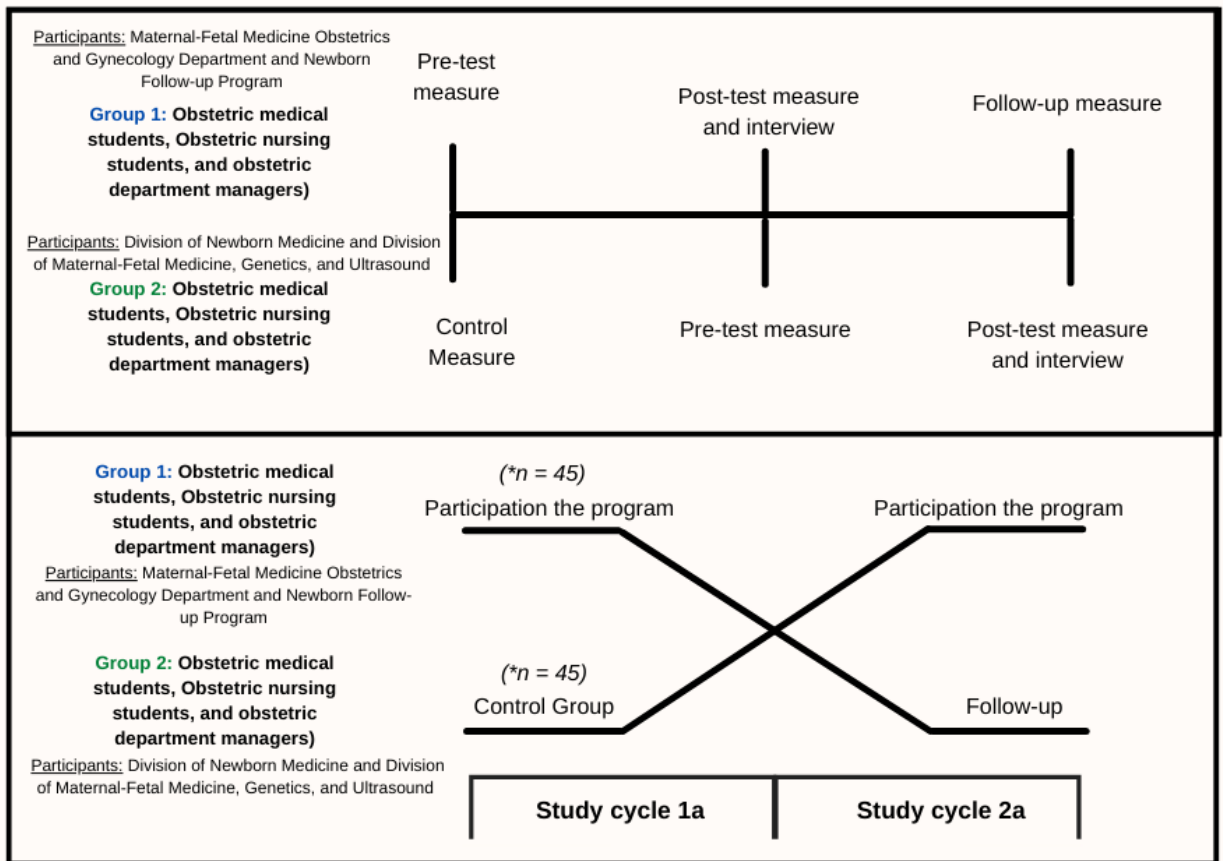 Participants: Maternal-Fetal Medicine Obstetrics
and Gynecology Department and Newborn
Follow-up Program
Group 1: Obstetric medical
students, Obstetric nursing
students, and obstetric
department managers)
Pre-test
measure
Post-test measure
and interview
Follow-up measure
Participants: Division of Newborn Medicine and Division
of Maternal-Fetal Medicine, Genetics, and Ultrasound
Group 2: Obstetric medical
students, Obstetric nursing
students, and obstetric
department managers)
Control
Measure
Pre-test measure
Post-test measure
and interview
Group 1: Obstetric medical
students, Obstetric nursing
students, and obstetric
department managers)
Participants: Maternal-Fetal Medicine Obstetrics
and Gynecology Department and Newborn Follow-
up Program
(*n = 45)
Participation the program
Participation the program
Group 2: Obstetric medical
students, Obstetric nursing
students, and obstetric
department managers)
Participants: Division of Newborn Medicine and Division
of Maternal-Fetal Medicine, Genetics, and Ultrasound
(*n = 45)
Control Group
Follow-up
Study cycle 1a
Study cycle 2a